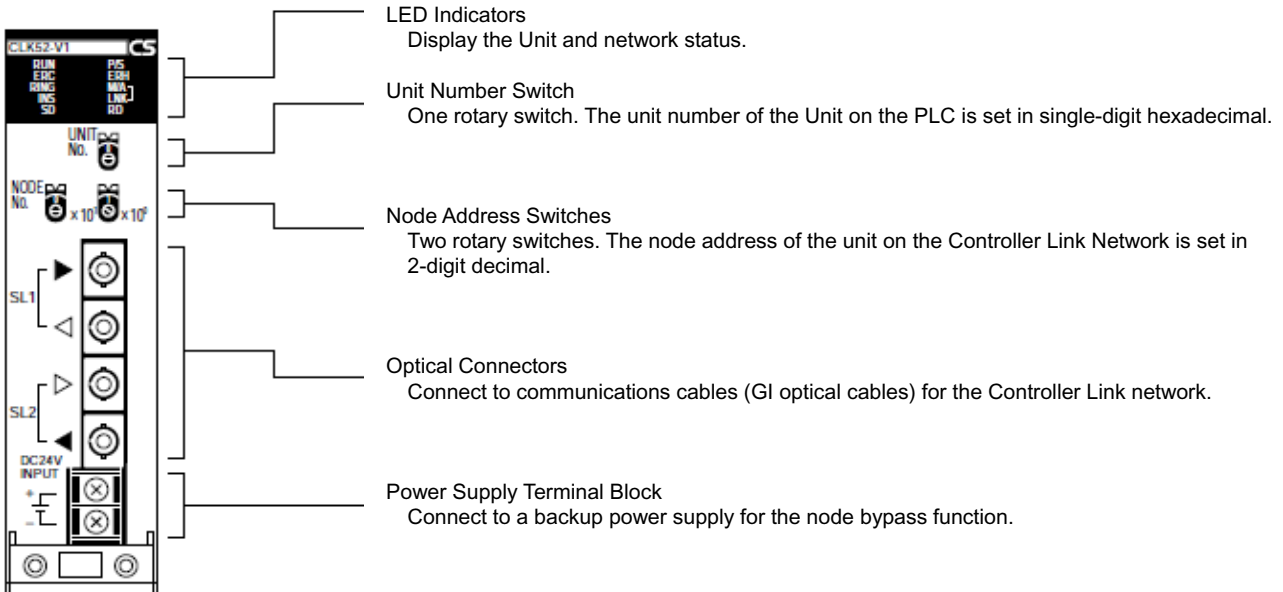 LED Indicators
Display the Unit and network status.
CLK52-V1 CS
RUN P/S
ERC ERH
RING M/A
INS LNK
SD RD
Unit Number Switch
One rotary switch. The unit number of the Unit on the PLC is set in single-digit hexadecimal.
UNIT
No.
NODE
No.
×10¹ ×10⁰
Node Address Switches
Two rotary switches. The node address of the unit on the Controller Link Network is set in
2-digit decimal.
SL1
Optical Connectors
Connect to communications cables (GI optical cables) for the Controller Link network.
SL2
DC24V
INPUT
+
–
Power Supply Terminal Block
Connect to a backup power supply for the node bypass function.